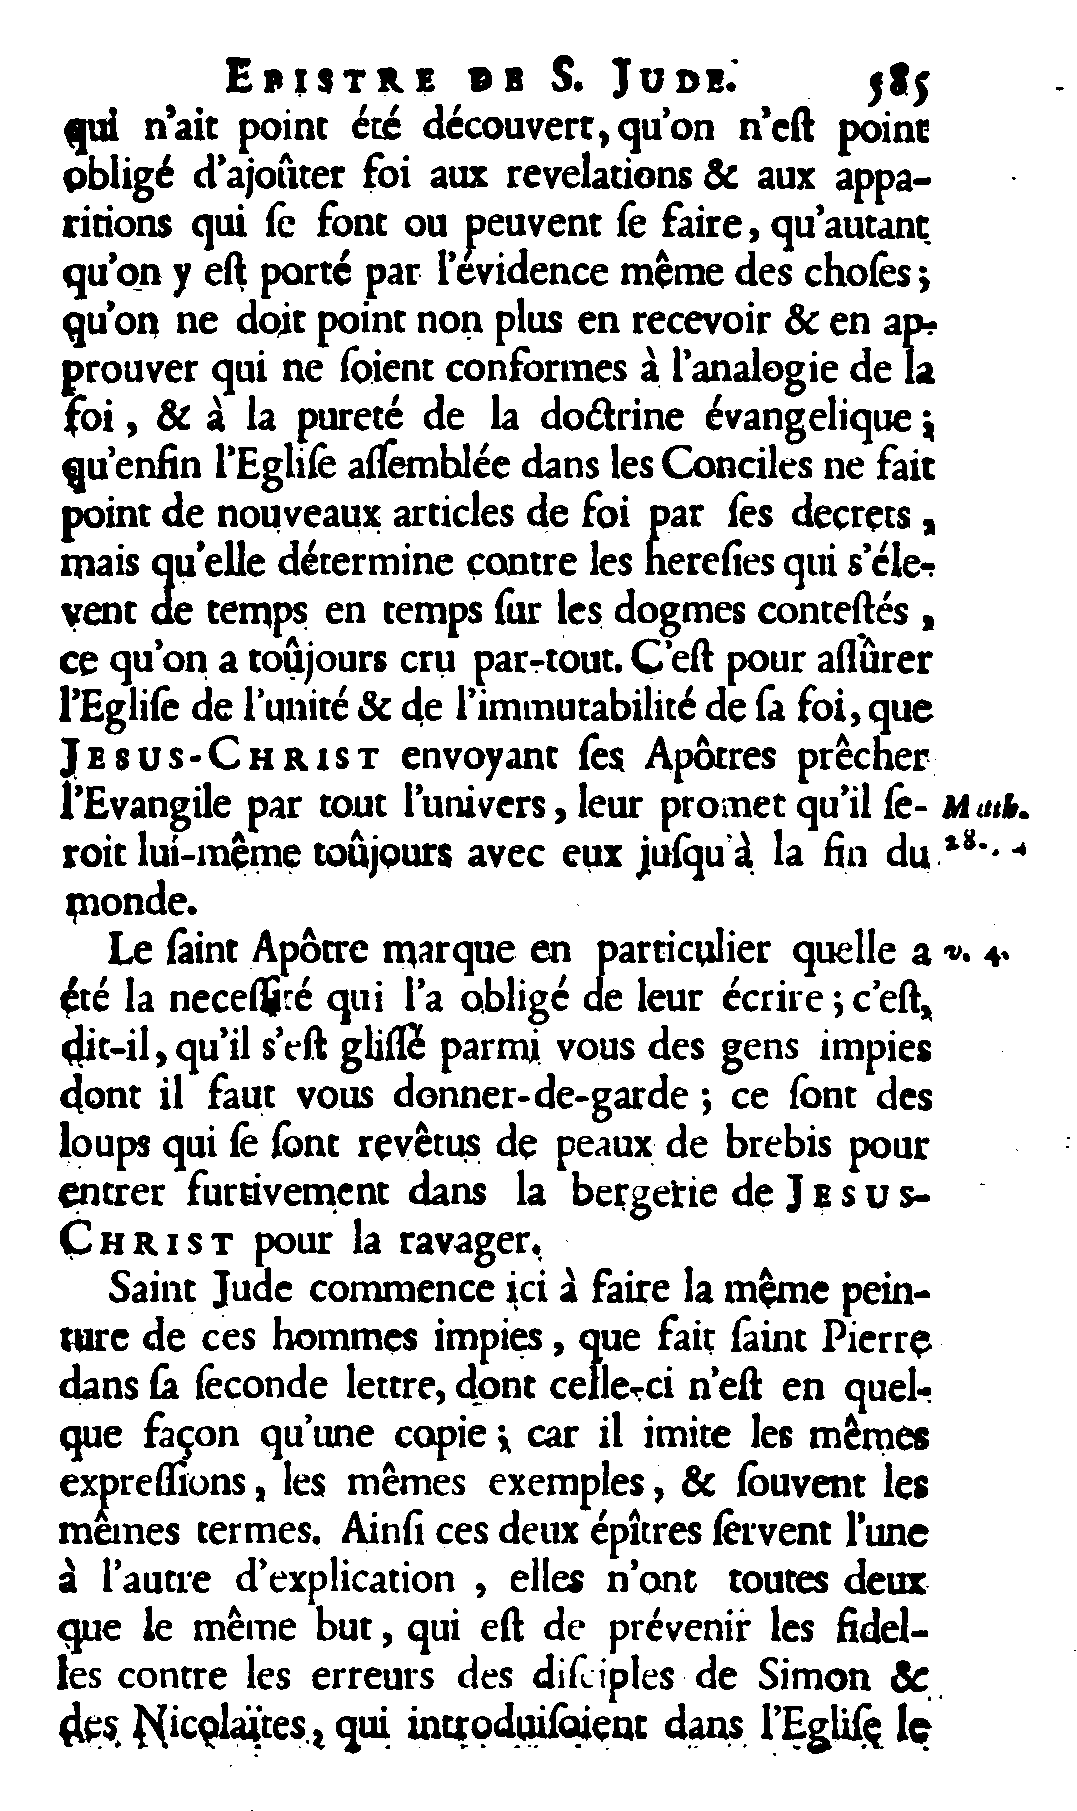 EPISTRE DE S. JUDE. 585
qui n'ait point été découvert, qu'on n'eſt point
obligé d'ajoûter foi aux revelations & aux appa-
ritions qui ſe font ou peuvent ſe faire, qu'autant
qu'on y eſt porté par l'évidence même des choſes;
qu'on ne doit point non plus en recevoir & en ap-
prouver qui ne ſoient conformes à l'analogie de la
foi, & à la pureté de la doctrine évangelique;
qu'enfin l'Egliſe aſſemblée dans les Conciles ne fait
point de nouveaux articles de foi par ſes decrets,
mais qu'elle détermine contre les hereſies qui s'éle-
vent de temps en temps ſur les dogmes conteſtés,
ce qu'on a toûjours cru par-tout. C'eſt pour aſſûrer
l'Egliſe de l'unité & de l'immutabilité de ſa foi, que
JESUS-CHRIST envoyant ſes Apôtres prêcher
l'Evangile par tout l'univers, leur promet qu'il ſe- Matth.
roit lui-même toûjours avec eux juſqu'à la fin du 28.
monde.
Le ſaint Apôtre marque en particulier quelle a v. 4.
été la neceſſité qui l'a obligé de leur écrire; c'eſt,
dit-il, qu'il s'eſt gliſſé parmi vous des gens impies
dont il faut vous donner-de-garde; ce ſont des
loups qui ſe ſont revêtus de peaux de brebis pour
entrer furtivement dans la bergerie de JESUS-
CHRIST pour la ravager.
Saint Jude commence ici à faire la même pein-
ture de ces hommes impies, que fait ſaint Pierre
dans ſa ſeconde lettre, dont celle-ci n'eſt en quel-
que façon qu'une copie; car il imite les mêmes
expreſſions, les mêmes exemples, & ſouvent les
mêmes termes. Ainſi ces deux épîtres ſervent l'une
à l'autre d'explication, elles n'ont toutes deux
que le même but, qui eſt de prévenir les fidel-
les contre les erreurs des diſciples de Simon &
des Nicolaïtes, qui introduiſoient dans l'Egliſe le